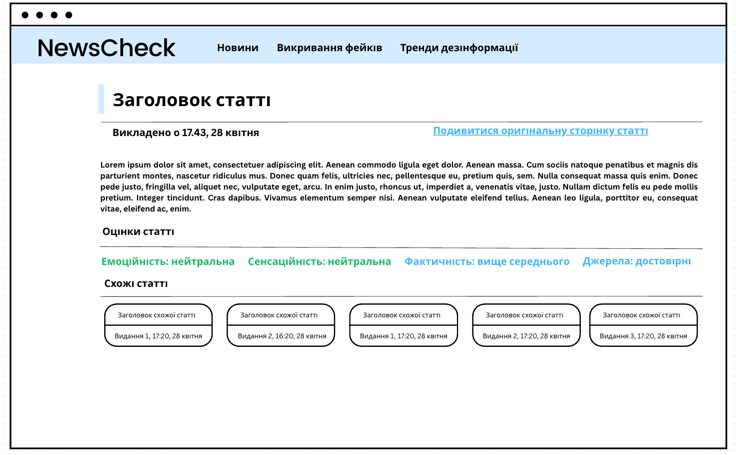 NewsCheck Новини Викривання фейків Тренди дезінформації
Заголовок статті
Викладено о 17.43, 28 квітня Подивитися оригінальну сторінку статті
Lorem ipsum dolor sit amet, consectetuer adipiscing elit. Aenean commodo ligula eget dolor. Aenean massa. Cum sociis natoque penatibus et magnis dis
parturient montes, nascetur ridiculus mus. Donec quam felis, ultricies nec, pellentesque eu, pretium quis, sem. Nulla consequat massa quis enim. Donec
pede justo, fringilla vel, aliquet nec, vulputate eget, arcu. In enim justo, rhoncus ut, imperdiet a, venenatis vitae, justo. Nullam dictum felis eu pede mollis
pretium. Integer tincidunt. Cras dapibus. Vivamus elementum semper nisi. Aenean vulputate eleifend tellus. Aenean leo ligula, porttitor eu, consequat
vitae, eleifend ac, enim.
Оцінки статті
Емоційність: нейтральна Сенсаційність: нейтральна Фактичність: вище середнього Джерела: достовірні
Схожі статті
Заголовок схожої статті Заголовок схожої статті Заголовок схожої статті Заголовок схожої статті Заголовок схожої статті
Видання 1, 17:20, 28 квітня Видання 2, 16:20, 28 квітня Видання 1, 17:20, 28 квітня Видання 2, 17:20, 28 квітня Видання 3, 17:20, 28 квітня